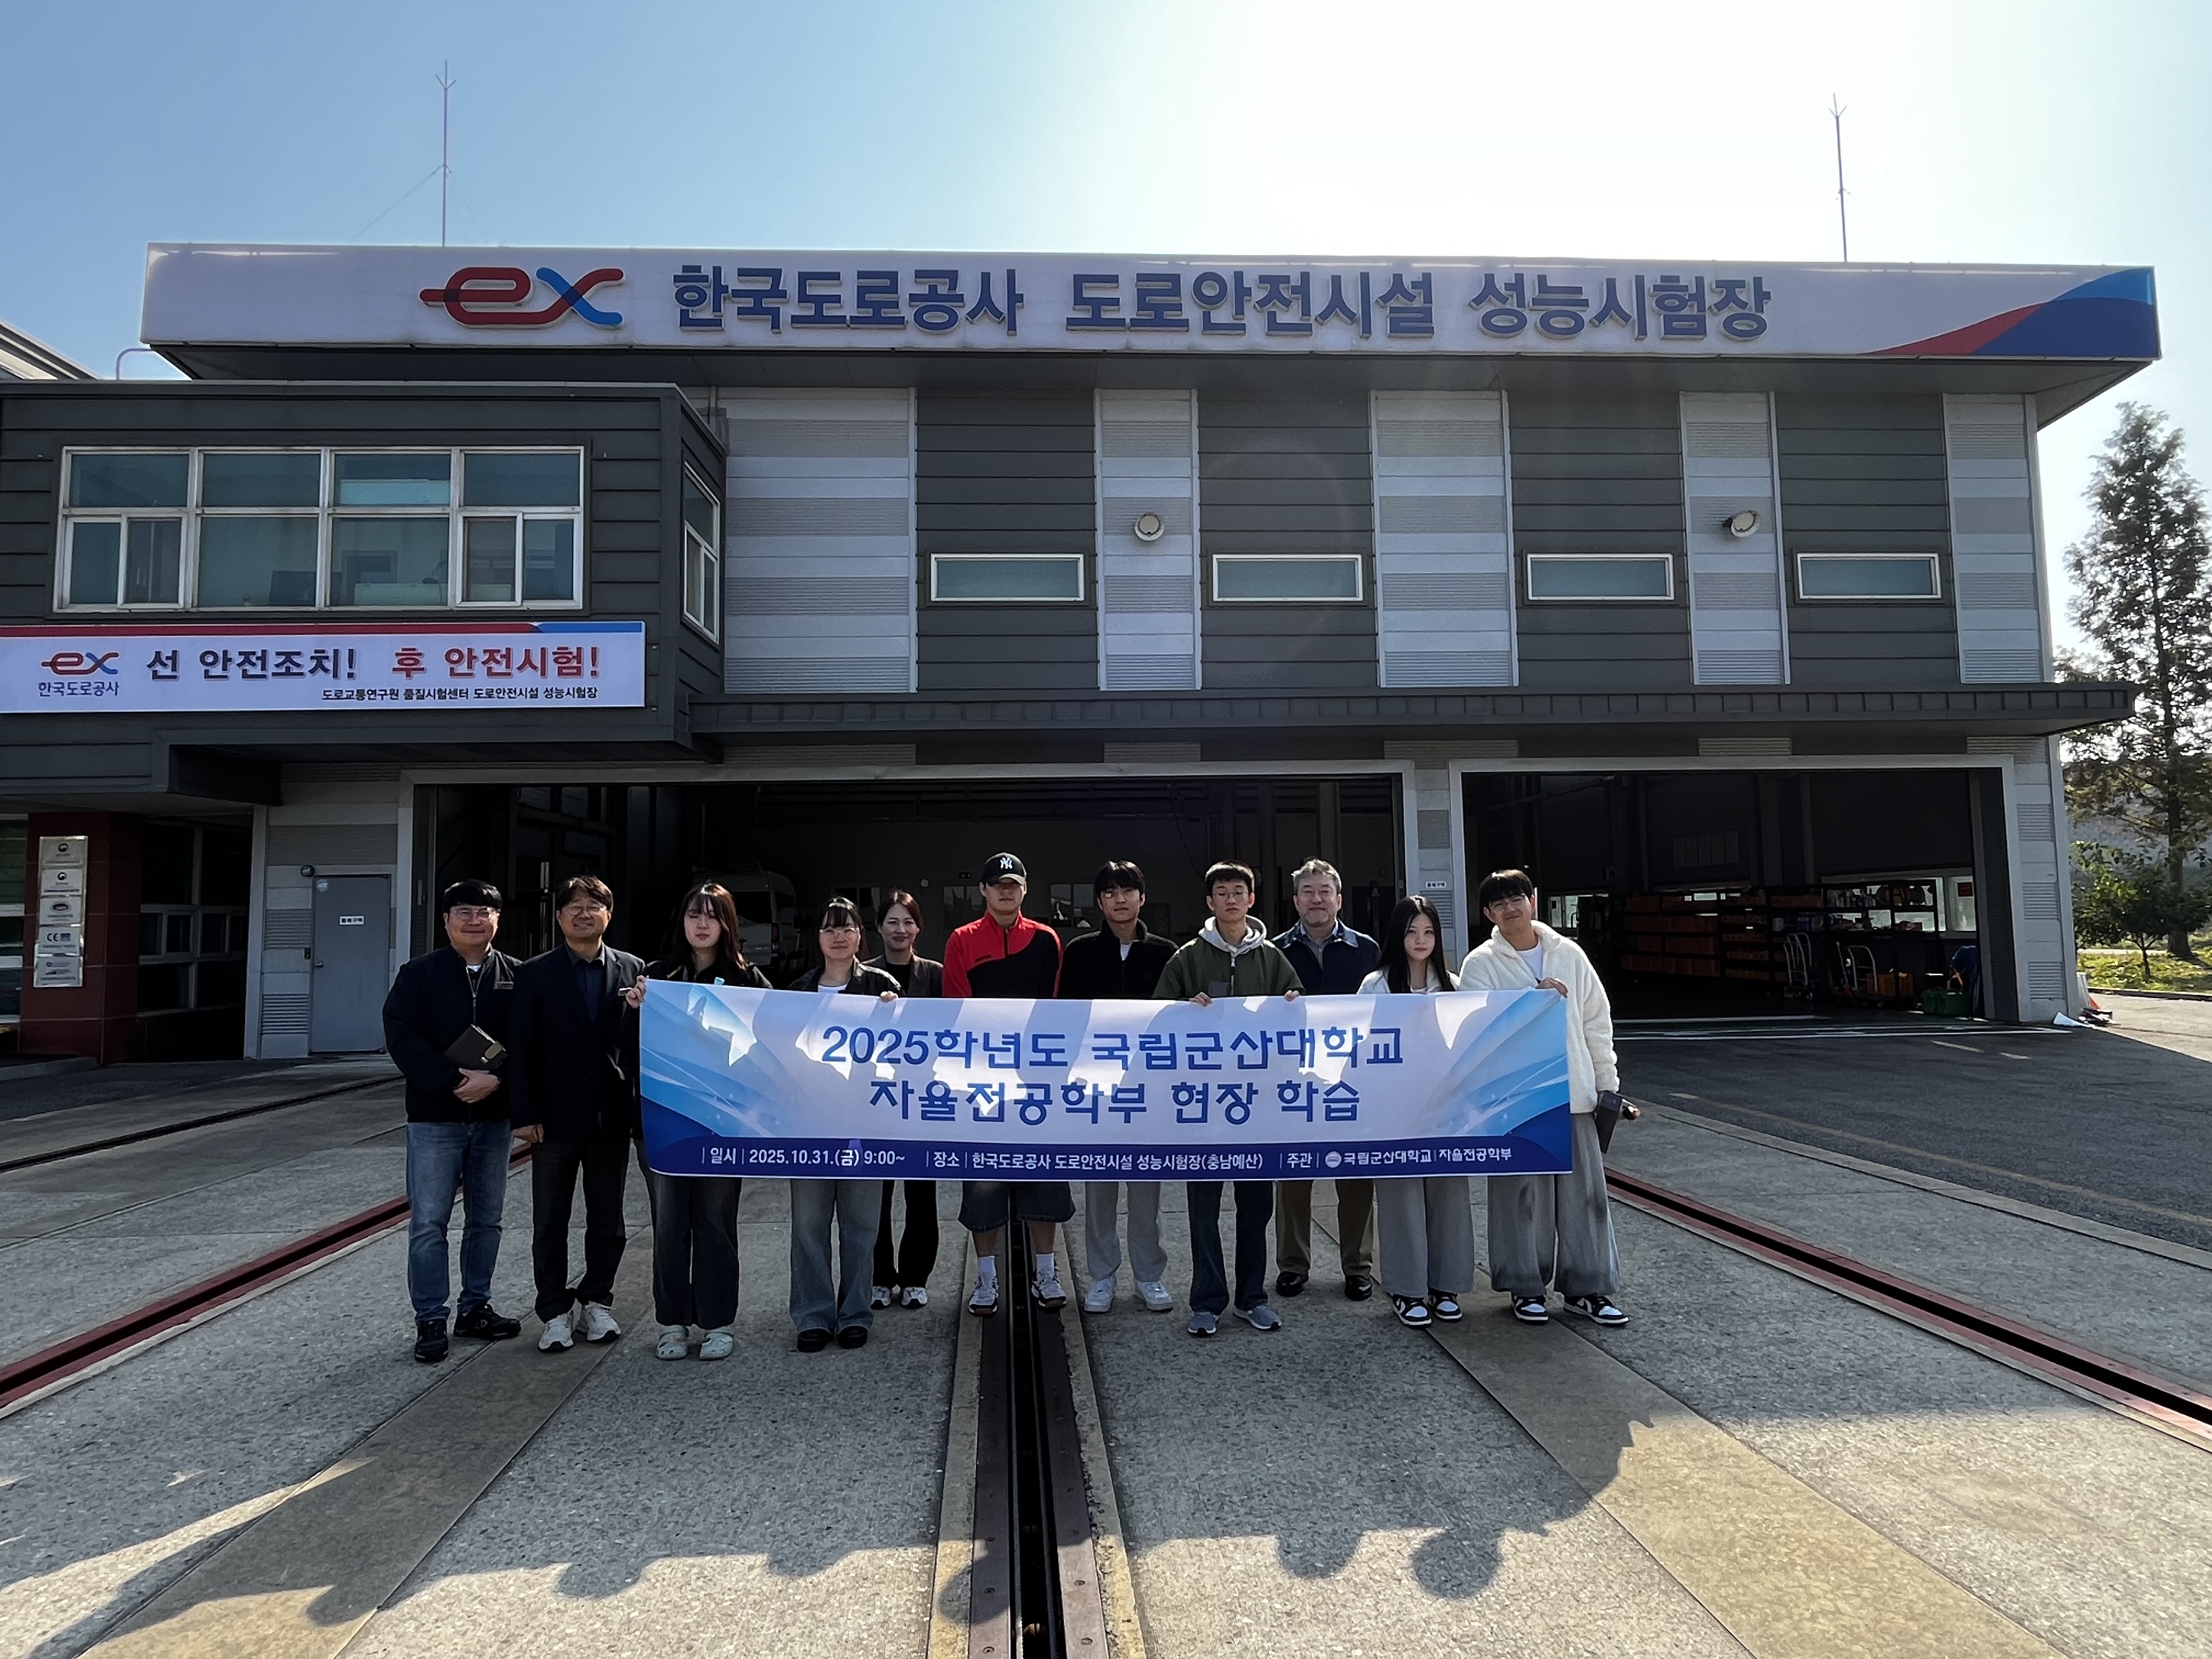 ex 한국도로공사 도로안전시설 성능시험장
ex 한국도로공사
선 안전조치! 후 안전시험!
도로교통연구원 품질시험센터 도로안전시설 성능시험장
CE
NY
2025학년도 국립군산대학교
자율전공학부 현장 학습
|일시| 2025.10.31.(금) 9:00~ |장소| 한국도로공사 도로안전시설 성능시험장(충남예산) |주관| 국립군산대학교 | 자율전공학부